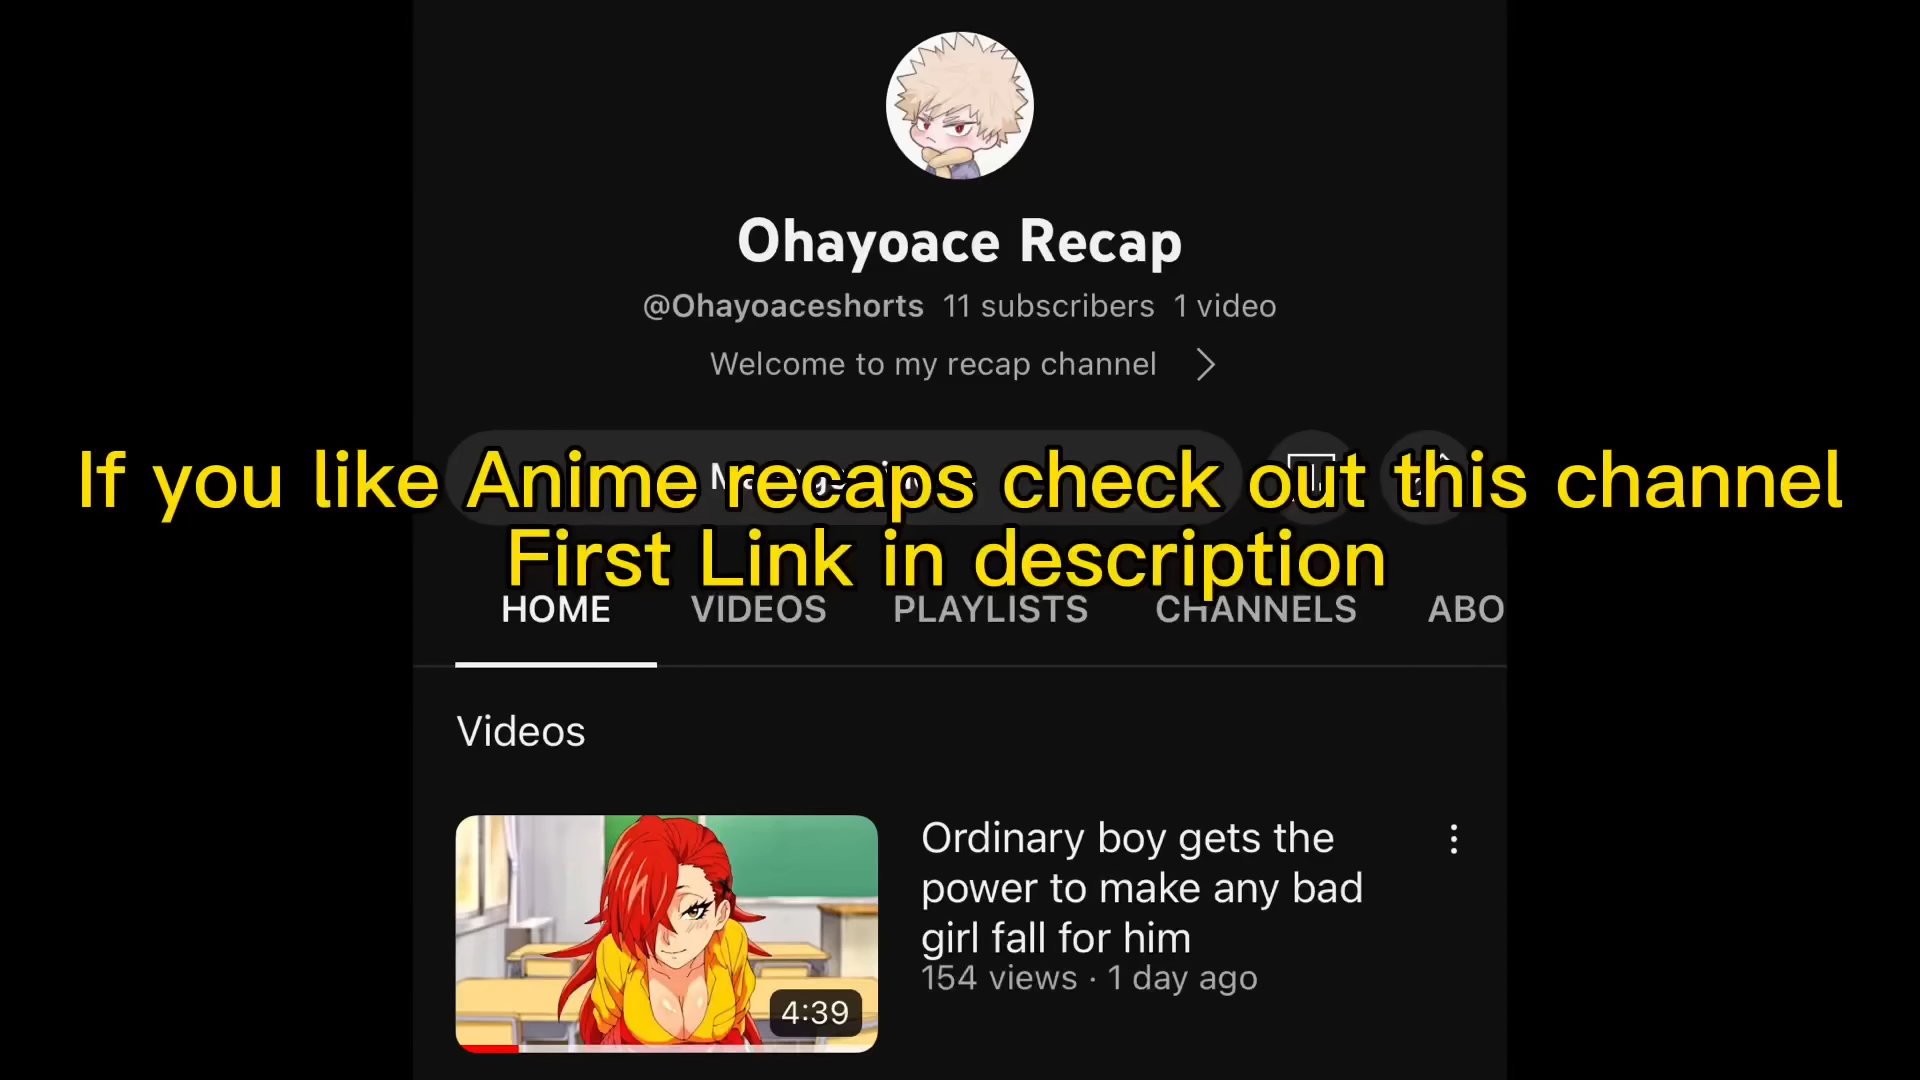 Ohayoace Recap
@Ohayoaceshorts 11 subscribers 1 video
Welcome to my recap channel
If you like Anime recaps check out this channel
First Link in description
HOME VIDEOS PLAYLISTS CHANNELS ABO
Videos
Ordinary boy gets the
power to make any bad
girl fall for him
154 views · 1 day ago
4:39